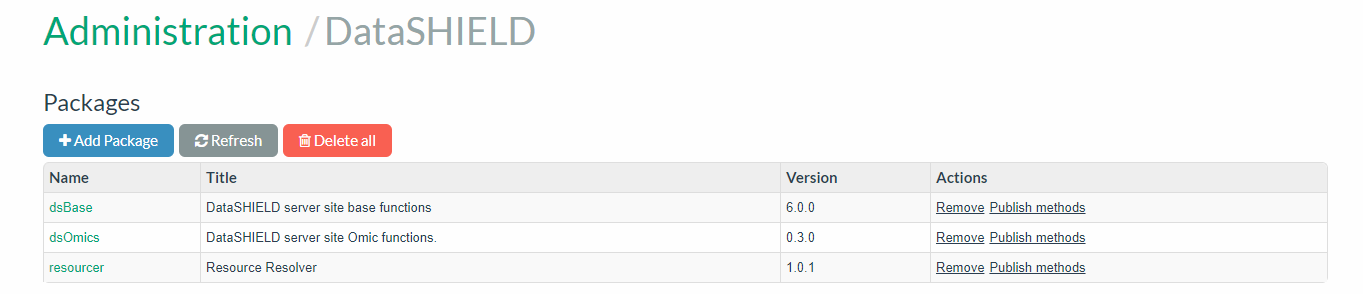 Administration / DataSHIELD
Packages
Add Package Refresh Delete all
Name Title Version Actions
dsBase DataSHIELD server site base functions 6.0.0 Remove Publish methods
dsOmics DataSHIELD server site Omic functions. 0.3.0 Remove Publish methods
resourcer Resource Resolver 1.0.1 Remove Publish methods